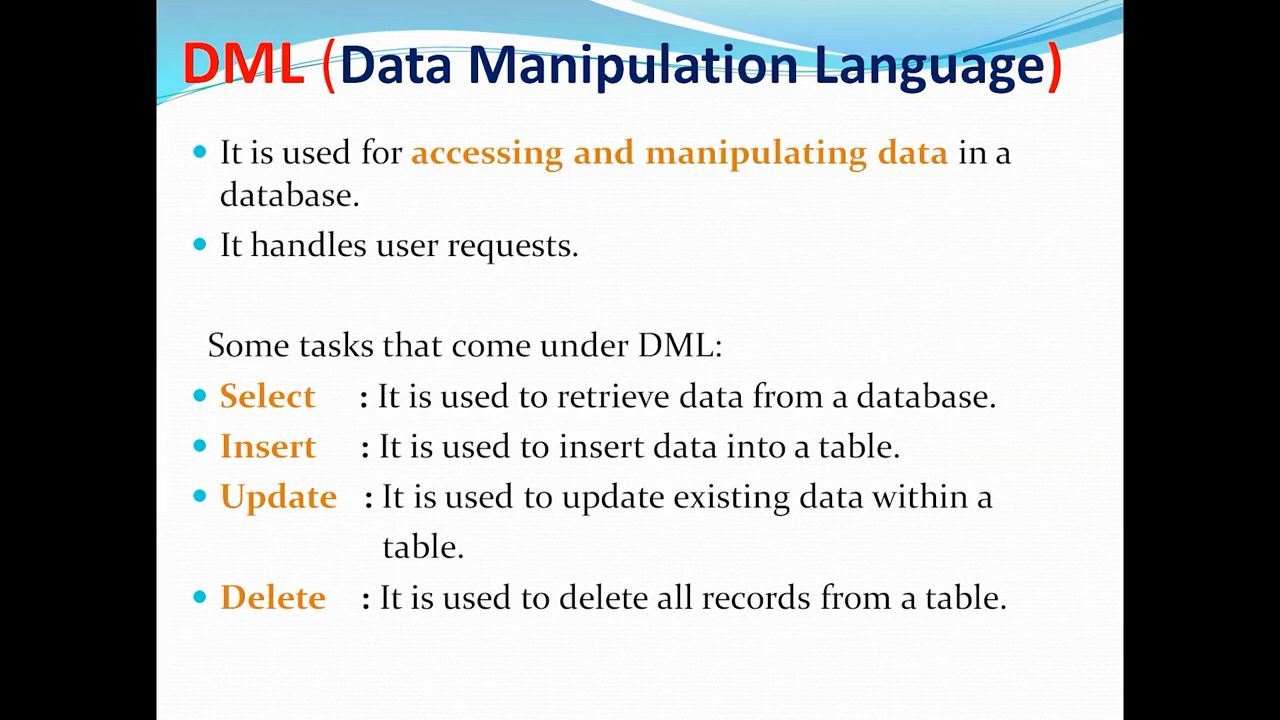 DML (Data Manipulation Language)
• It is used for accessing and manipulating data in a
database.
• It handles user requests.
Some tasks that come under DML:
• Select : It is used to retrieve data from a database.
• Insert : It is used to insert data into a table.
• Update : It is used to update existing data within a
table.
• Delete : It is used to delete all records from a table.